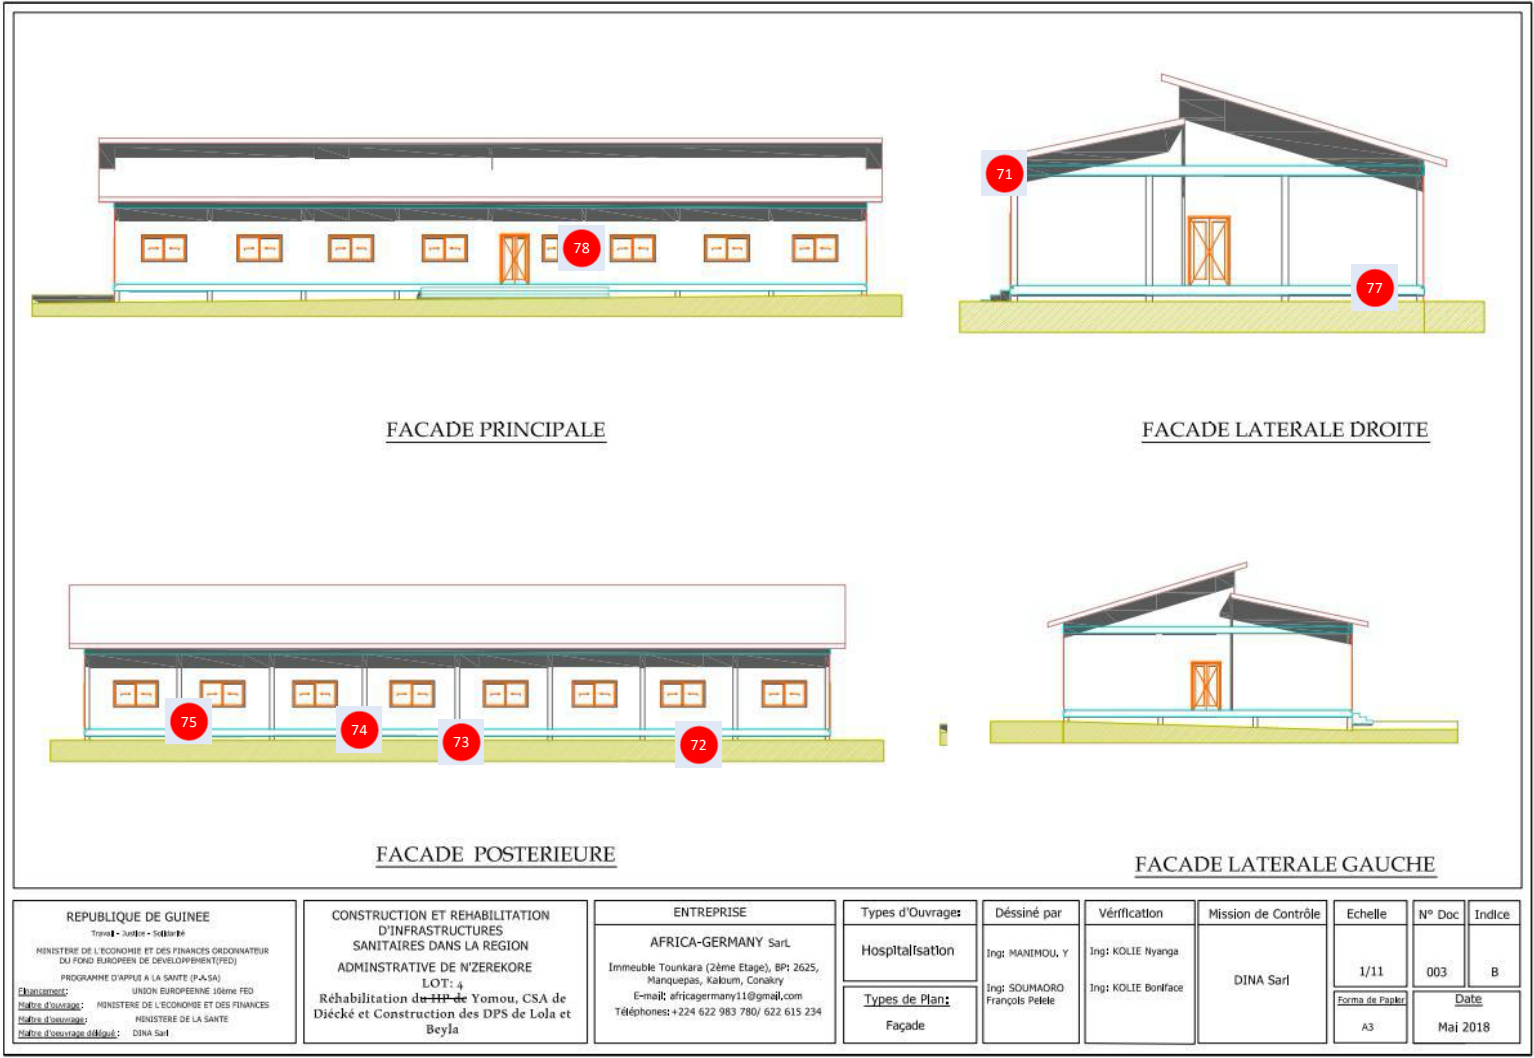 78
71
77
FACADE PRINCIPALE
FACADE LATERALE DROITE
75
74
73
72
FACADE POSTERIEURE
FACADE LATERALE GAUCHE
REPUBLIQUE DE GUINEE
Travail - Justice - Solidarité
MINISTERE DE L'ECONOMIE ET DES FINANCES ORDONNATEUR
DU FOND EUROPEEN DE DEVELOPPEMENT(FED)
PROGRAMME D'APPUI A LA SANTE (P.A.SA)
Financement: UNION EUROPEENNE 10ème FED
Maître d'ouvrage: MINISTERE DE L'ECONOMIE ET DES FINANCES
Maître d'oeuvrage: MINISTERE DE LA SANTE
Maître d'oeuvrage délégué: DINA Sarl
CONSTRUCTION ET REHABILITATION
D'INFRASTRUCTURES
SANITAIRES DANS LA REGION
ADMINSTRATIVE DE N'ZEREKORE
LOT: 4
Réhabilitation du HP de Yomou, CSA de
Diécké et Construction des DPS de Lola et
Beyla
ENTREPRISE
AFRICA-GERMANY SarL
Immeuble Tounkara (2ème Etage), BP: 2625,
Manquepas, Kaloum, Conakry
E-mail: africagermany11@gmail,com
Téléphones: +224 622 983 780/ 622 615 234
Types d'Ouvrage:
Hospitalisation
Types de Plan:
Façade
Déssiné par
Ing: MANIMOU. Y
Ing: SOUMAORO
François Pelele
Vérification
Ing: KOLIE Nyanga
Ing: KOLIE Boniface
Mission de Contrôle
DINA Sarl
Echelle
1/11
Forma de Papier
A3
N° Doc
003
Indice
B
Date
Mai 2018